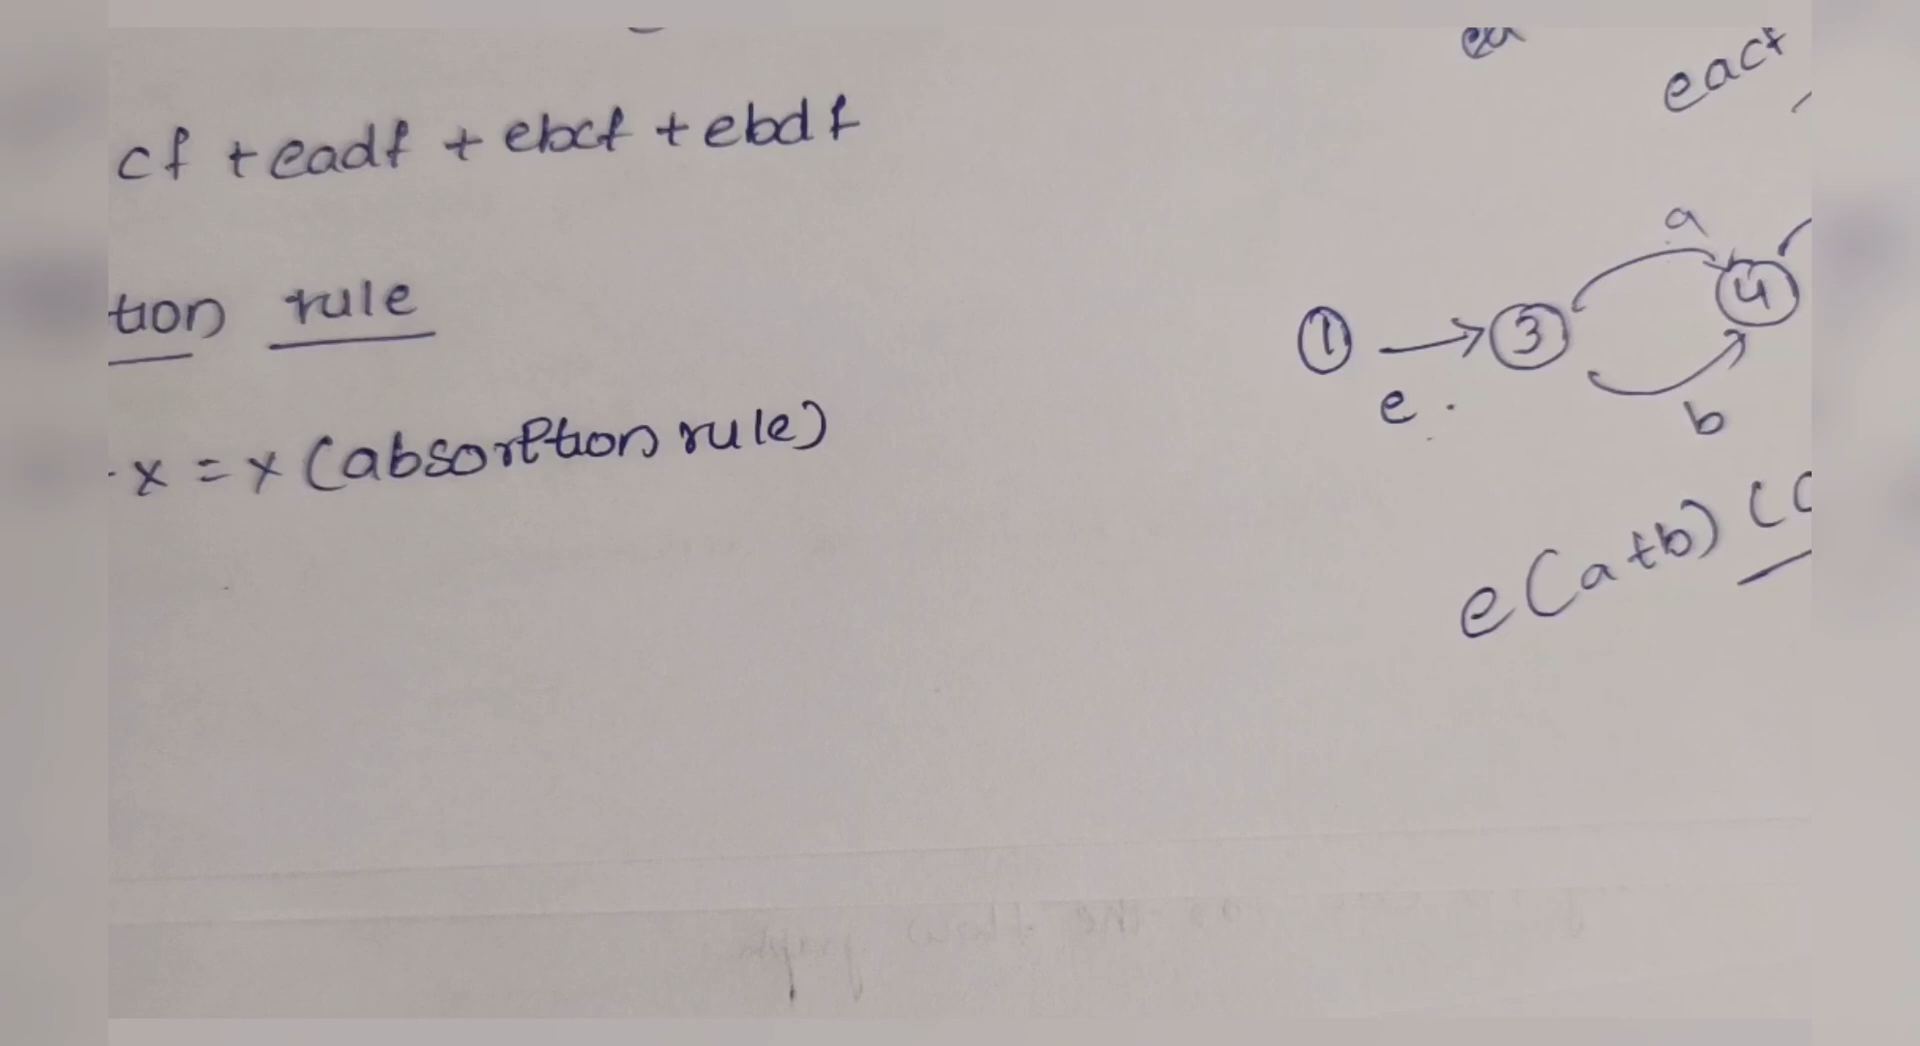 cf + eadf + ebcf + ebdf
tion rule
x = x (absorption rule)
eacf
a
1 3 4
e.
b
e(a+b) (c